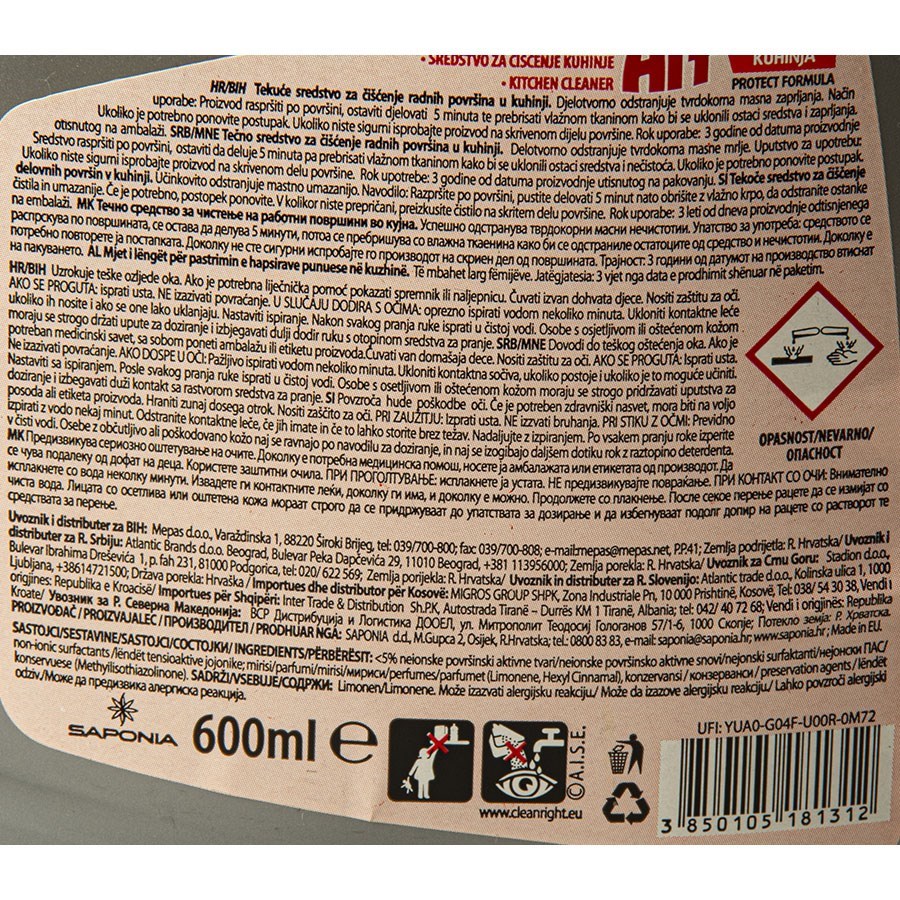 • SREDSTVO ZA ČIŠĆENJE KUHINJE
• KITCHEN CLEANER
KUHINJA
PROTECT FORMULA
HR/BIH Tekuće sredstvo za čišćenje radnih površina u kuhinji. Djelotvorno odstranjuje tvrdokorna masna zaprljanja. Način
uporabe: Proizvod raspršiti po površini, ostaviti djelovati 5 minuta te prebrisati vlažnom tkaninom kako bi se uklonili ostaci sredstva i zaprljanja.
Ukoliko je potrebno ponovite postupak. Ukoliko niste sigurni isprobajte proizvod na skrivenom dijelu površine. Rok uporabe: 3 godine od datuma proizvodnje
otisnutog na ambalaži. SRB/MNE Tečno sredstvo za čišćenje radnih površina u kuhinji. Delotvorno odstranjuje tvrdokorne masne mrlje. Uputstvo za upotrebu:
Sredstvo raspršiti po površini, ostaviti da deluje 5 minuta pa prebrisati vlažnom tkaninom kako bi se uklonili ostaci sredstva i nečistoća. Ukoliko je potrebno ponovite postupak.
Ukoliko niste sigurni isprobajte proizvod na skrivenom delu površine. Rok upotrebe: 3 godine od datuma proizvodnje utisnutog na pakovanju. SI Tekoče sredstvo za čiščenje
delovnih površin v kuhinji. Učinkovito odstranjuje mastno umazanijo. Navodilo: Razpršite po površini, pustite delovati 5 minut nato obrišite z vlažno krpo, da odstranite ostanke
čistila in umazanije. Če je potrebno, postopek ponovite. V kolikor niste prepričani, preizkusite čistilo na skritem delu površine. Rok uporabe: 3 leti od dneva proizvodnje odtisnjenega
na embalaži. MK Течно средство за чистење на работни површини во кујна. Успешно одстранува тврдокорни масни нечистотии. Упатство за употреба: средството се
распрскува по површината, се остава да делува 5 минути, потоа се пребришува со влажна ткаенина како би се одстраниле остатоците од средство и нечистотии. Доколку е
потребно повторете ја постапката. Доколку не сте сигурни испробајте го производот на скриен дел од површината. Трајност: 3 години од датумот на производство втиснат
на пакувањето. AL Mjet i lëngët për pastrimin e hapsirave punuese në kuzhinë. Të mbahet larg fëmijëve. Jatëgjatesia: 3 vjet nga data e prodhimit shënuar në paketim.
HR/BIH Uzrokuje teške ozljede oka. Ako je potrebna liječnička pomoć pokazati spremnik ili naljepnicu. Čuvati izvan dohvata djece. Nositi zaštitu za oči.
AKO SE PROGUTA: isprati usta. NE izazivati povraćanje. U SLUČAJU DODIRA S OČIMA: oprezno ispirati vodom nekoliko minuta. Ukloniti kontaktne leće
ukoliko ih nosite i ako se one lako uklanjaju. Nastaviti ispiranje. Nakon svakog pranja ruke isprati u čistoj vodi. Osobe s osjetljivom ili oštećenom kožom
moraju se strogo držati upute za doziranje i izbjegavati dulji dodir ruku s otopinom sredstva za pranje. SRB/MNE Dovodi do teškog oštećenja oka. Ako je
potreban medicinski savet, sa sobom poneti ambalažu ili etiketu proizvoda.Čuvati van domašaja dece. Nositi zaštitu za oči. AKO SE PROGUTA: Isprati usta.
Ne izazivati povraćanje. AKO DOSPE U OČI: Pažljivo ispirati vodom nekoliko minuta. Ukloniti kontaktna sočiva, ukoliko postoje i ukoliko je to moguće učiniti.
Nastaviti sa ispiranjem. Posle svakog pranja ruke isprati u čistoj vodi. Osobe s osetljivom ili oštećenom kožom moraju se strogo pridržavati uputstva za
doziranje i izbegavati duži kontakt sa rastvorom sredstva za pranje. SI Povzroča hude poškodbe oči. Če je potreben zdravniški nasvet, mora biti na voljo
posoda ali etiketa proizvoda. Hraniti zunaj dosega otrok. Nositi zaščito za oči. PRI ZAUŽITJU: Izprati usta. NE izzvati bruhanja. PRI STIKU Z OČMI: Previdno
izpirati z vodo nekaj minut. Odstranite kontaktne leče, če jih imate in če to lahko storite brez težav. Nadaljujte z izpiranjem. Po vsakem pranju roke izperite
v čisti vodi. Osebe z občutljivo ali poškodovano kožo naj se ravnajo po navodilu za doziranje, in naj se izogibajo daljšem dotiku rok z raztopino deterdenta.
MK Предизвикува сериозно оштетување на очите. Доколку е потребна медицинска помош, носете ја амбалажата или етикетата од производот. Да
се чува подалеку од дофат на деца. Користете заштитни очила. ПРИ ПРОГОЛТУВАЊЕ: исплакнете ја устата. НЕ предизвикувајте повраќање. ПРИ КОНТАКТ СО ОЧИ: Внимателно
исплакнете со вода неколку минути. Извадете ги контактните леќи, доколку ги има, и доколку е можно. Продолжете со плакнење. После секое перење рацете да се измијат со
чиста вода. Лицата со осетлива или оштетена кожа мораат строго да се придржуваат до упатствата за дозирање и да избегнуваат подолг допир на рацете со растворот те
средствата за перење.
OPASNOST/NEVARNO/
ОПАСНОСТ
Uvoznik i distributer za BIH: Mepas d.o.o., Varaždinska 1, 88220 Široki Brijeg, tel: 039/700-800; fax: 039/700-808; e-mail:mepas@mepas.net, P.P.41; Zemlja podrijetla: R. Hrvatska/ Uvoznik i
distributer za R. Srbiju: Atlantic Brands d.o.o. Beograd, Bulevar Peka Dapčevića 29, 11010 Beograd, +381 113956000; Zemlja porekla: R. Hrvatska/ Uvoznik za Crnu Goru: Stadion d.o.o.,
Bulevar Ibrahima Dreševića 1, p. fah 231, 81000 Podgorica, tel: 020/ 622 569; Zemlja porijekla: R. Hrvatska/ Uvoznik in distributer za R. Slovenijo: Atlantic trade d.o.o., Kolinska ulica 1, 1000
Ljubljana, +38614721500; Država porekla: Hrvaška / Importues dhe distributor për Kosovë: MIGROS GROUP SHPK, Zona Industriale Pn, 10 000 Prishtinë, Kosovë, Tel: 038/ 54 30 38, Vendi i
origjines: Republika e Kroacisë/ Importues për Shqipëri: Inter Trade & Distribution Sh.P.K, Autostrada Tiranë – Durrës KM 1 Tiranë, Albania; tel: 042/ 40 72 68; Vendi i origjines: Republika e
Kroate/ Увозник за Р. Северна Македонија: ВСР Дистрибуција и Логистика ДООЕЛ, ул. Митрополит Теодосиј Гологанов 57/1-6, 1000 Скопје; Потекло земја: Р. Хрватска.
PROIZVOĐAČ / PROIZVAJALEC / ПРОИЗВОДИТЕЛ / PRODHUAR NGA: SAPONIA d.d., M.Gupca 2, Osijek, R.Hrvatska; tel.: 0800 83 83, e-mail: saponia@saponia.hr; www.saponia.hr ; Made in EU.
SASTOJCI/SESTAVINE/SASTOJCI/СОСТОЈКИ/ INGREDIENTS/PËRBËRËSIT: <5% neionske površinski aktivne tvari/neionske površinsko aktivne snovi/nejonski surfaktanti/нејонски ПАС/
non-ionic surfactants /lëndët tensioaktive jojonike; mirisi/parfumi/mirisi/мириси/perfumes/parfumet (Limonene, Hexyl Cinnamal), konzervansi / конзерванси / preservation agents / lëndët
konservuese (Methylisothiazolinone). SADRŽI/VSEBUJE/СОДРЖИ: Limonen/Limonene. Može izazvati alergijsku reakciju./ Može da izazove alergijsku reakciju./ Lahko povzroči alergijski
odziv./Може да предизвика алергиска реакција.
SAPONIA
600ml ℮
© A.I.S.E.
www.cleanright.eu
UFI: YUA0-G04F-U00R-0M72
3 850105 181312